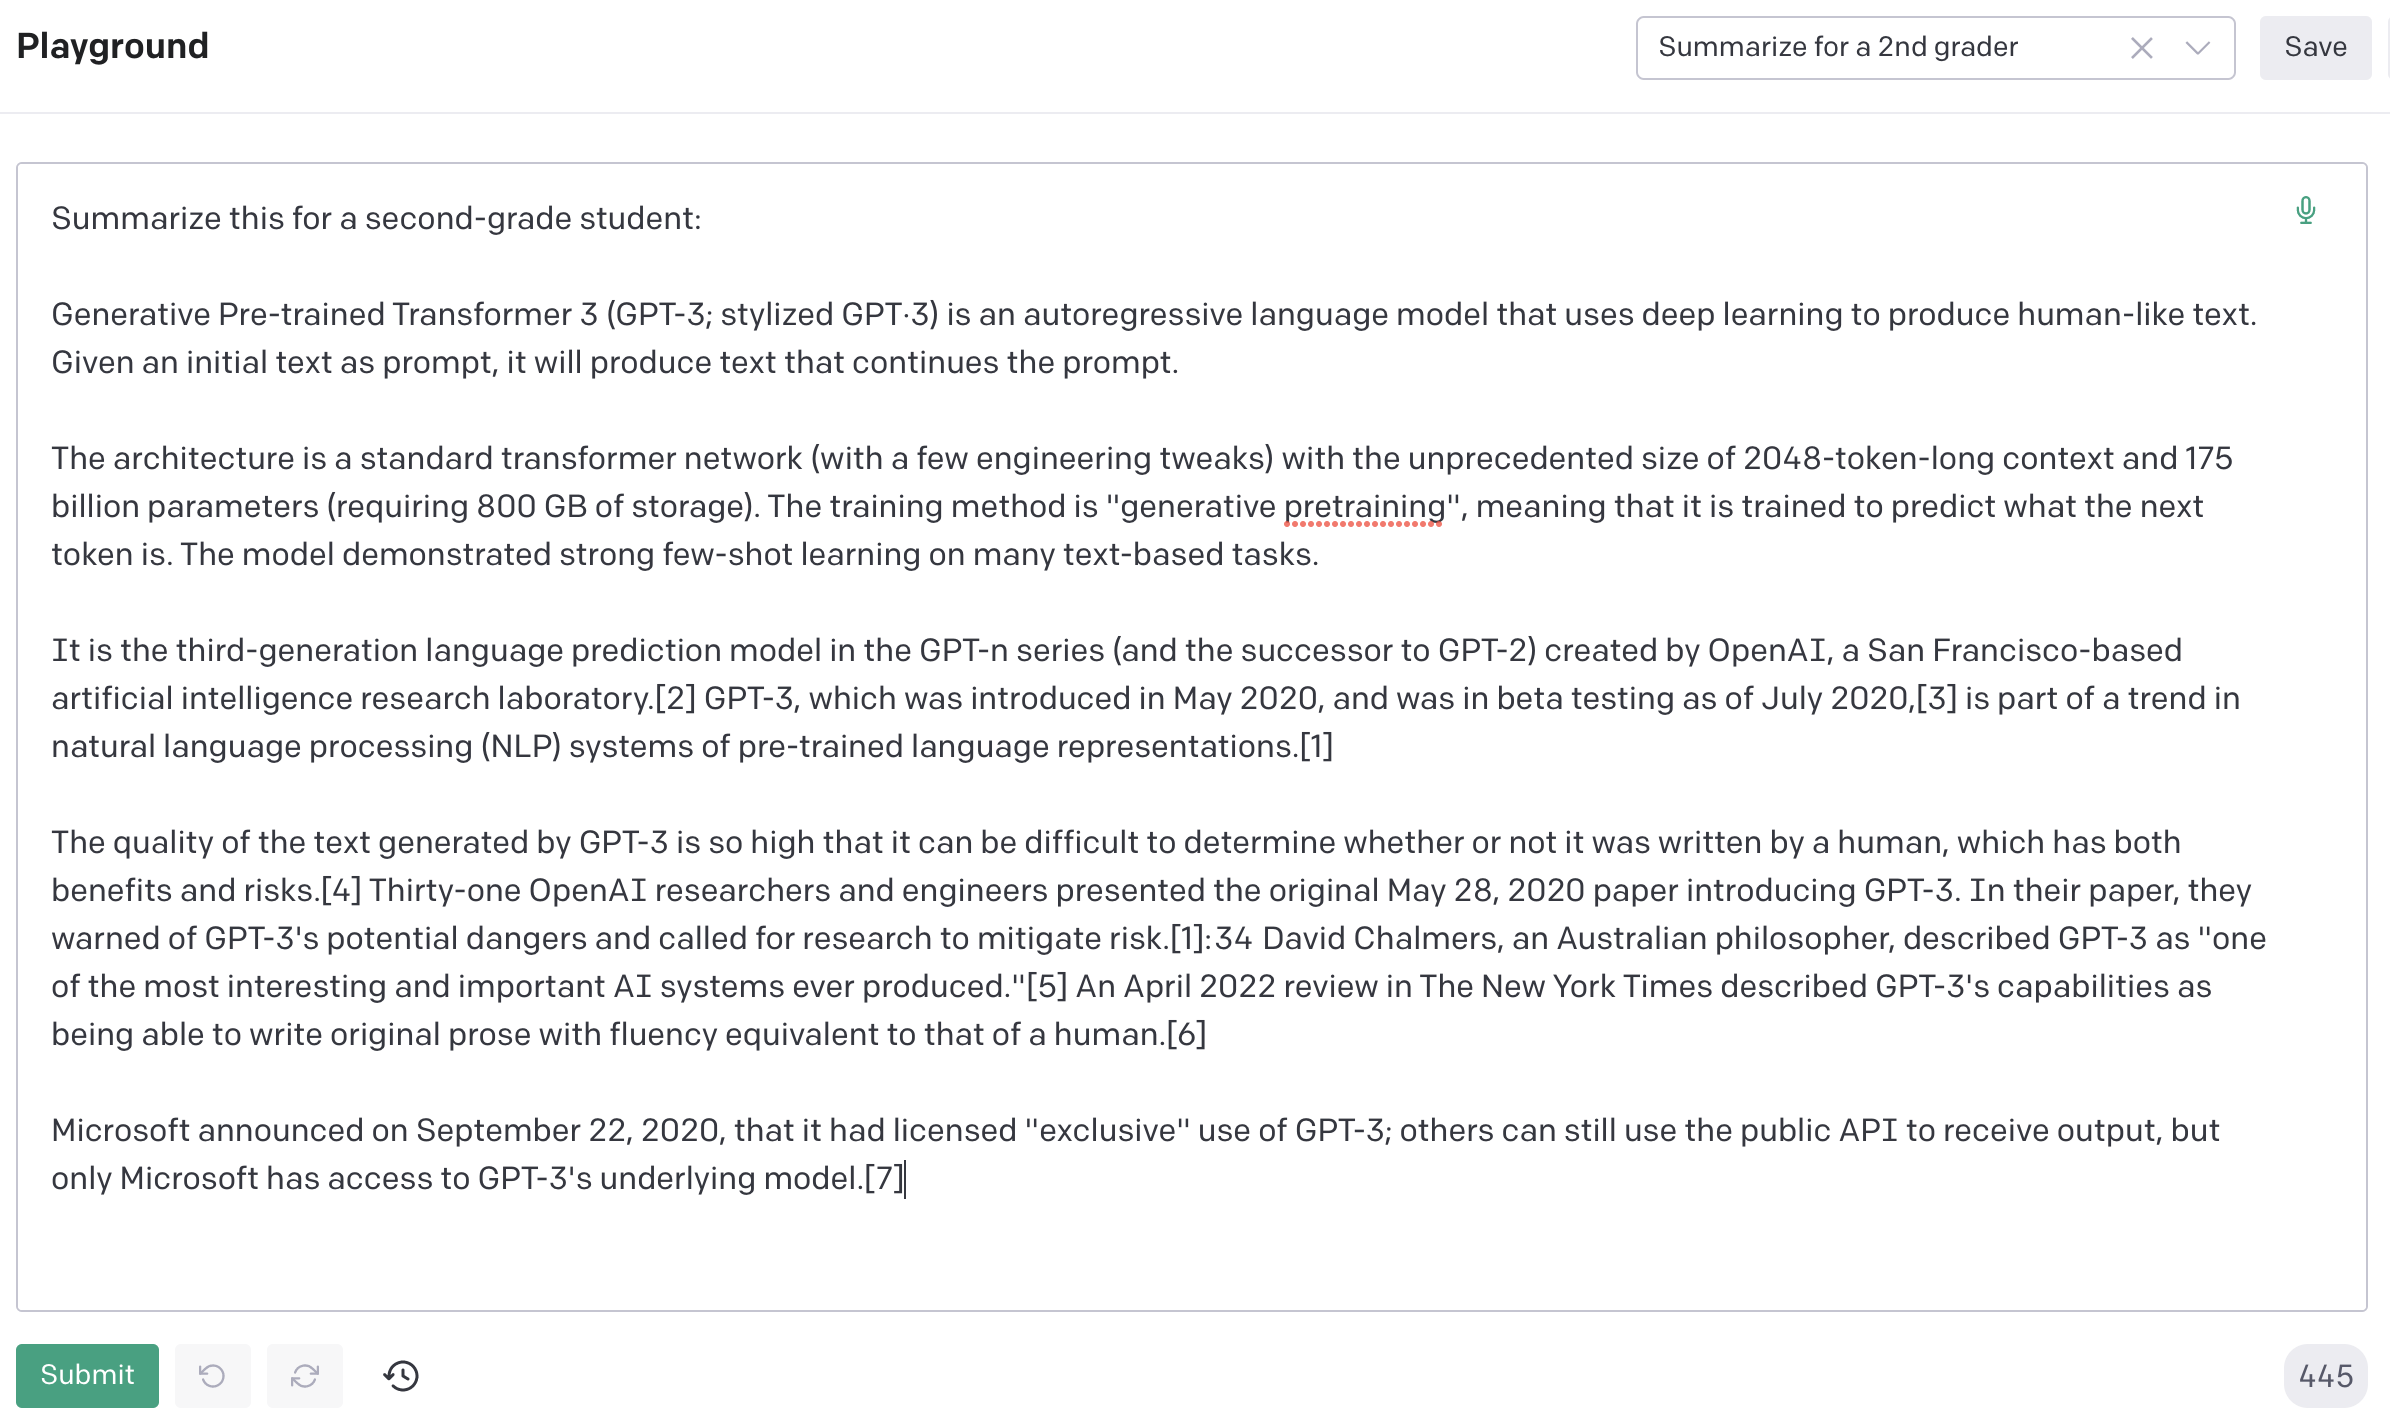 Playground
Summarize for a 2nd grader
Save
Summarize this for a second-grade student:
Generative Pre-trained Transformer 3 (GPT-3; stylized GPT·3) is an autoregressive language model that uses deep learning to produce human-like text.
Given an initial text as prompt, it will produce text that continues the prompt.
The architecture is a standard transformer network (with a few engineering tweaks) with the unprecedented size of 2048-token-long context and 175
billion parameters (requiring 800 GB of storage). The training method is "generative pretraining", meaning that it is trained to predict what the next
token is. The model demonstrated strong few-shot learning on many text-based tasks.
It is the third-generation language prediction model in the GPT-n series (and the successor to GPT-2) created by OpenAI, a San Francisco-based
artificial intelligence research laboratory.[2] GPT-3, which was introduced in May 2020, and was in beta testing as of July 2020,[3] is part of a trend in
natural language processing (NLP) systems of pre-trained language representations.[1]
The quality of the text generated by GPT-3 is so high that it can be difficult to determine whether or not it was written by a human, which has both
benefits and risks.[4] Thirty-one OpenAI researchers and engineers presented the original May 28, 2020 paper introducing GPT-3. In their paper, they
warned of GPT-3's potential dangers and called for research to mitigate risk.[1]:34 David Chalmers, an Australian philosopher, described GPT-3 as "one
of the most interesting and important AI systems ever produced."[5] An April 2022 review in The New York Times described GPT-3's capabilities as
being able to write original prose with fluency equivalent to that of a human.[6]
Microsoft announced on September 22, 2020, that it had licensed "exclusive" use of GPT-3; others can still use the public API to receive output, but
only Microsoft has access to GPT-3's underlying model.[7]
Submit
445